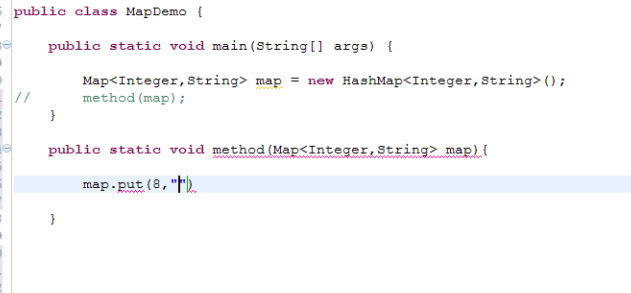 public class MapDemo {
public static void main(String[] args) {
Map<Integer,String> map = new HashMap<Integer,String>();
// method(map);
}
public static void method(Map<Integer,String> map){
map.put(8,"")
}